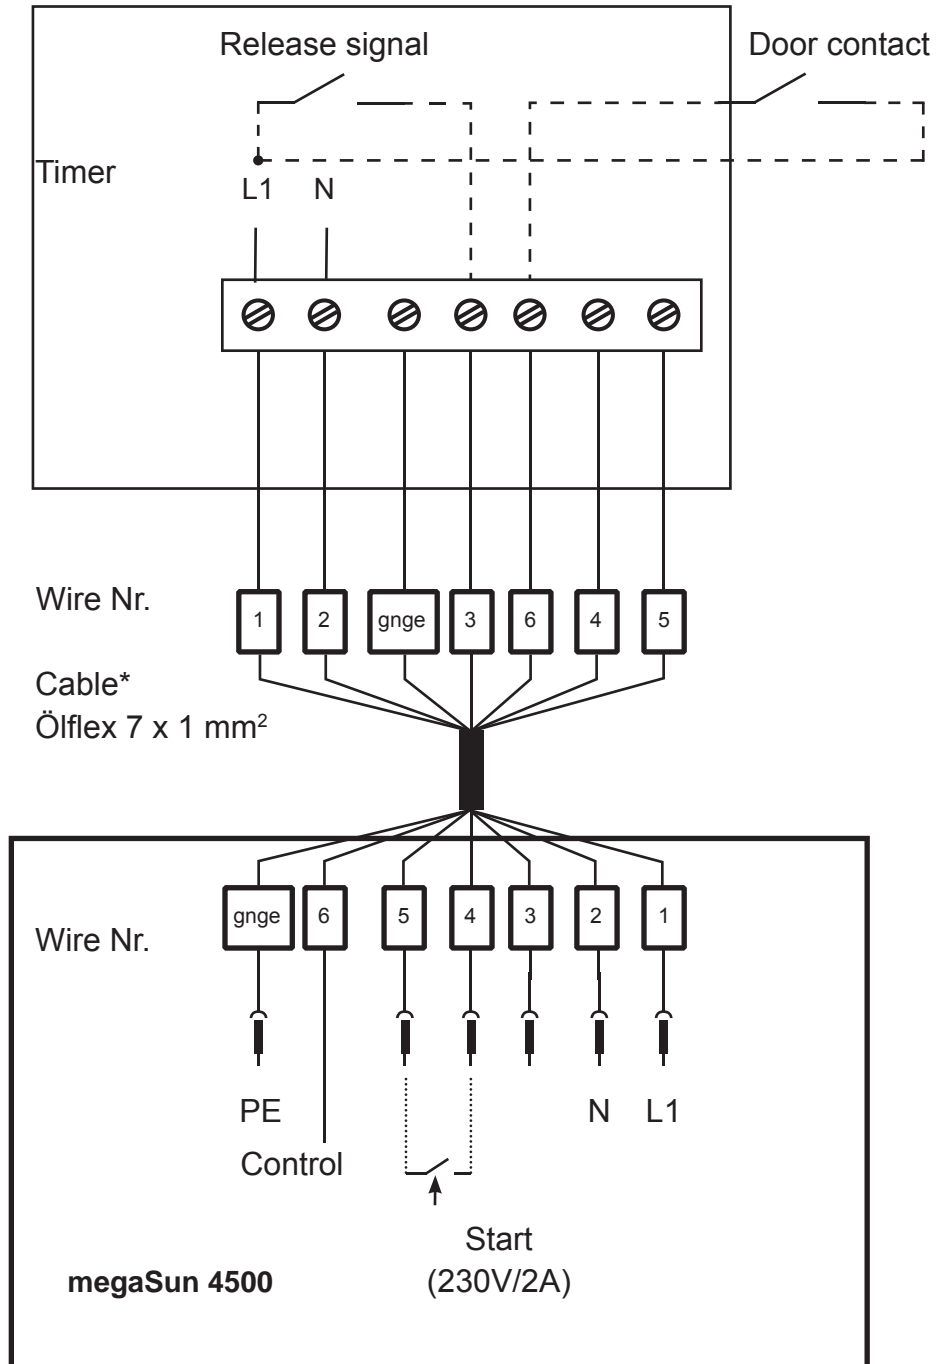 Release signal
Door contact
Timer
L1 N
Wire Nr.
1 2 gnge 3 6 4 5
Cable*
Ölflex 7 x 1 mm²
gnge 6 5 4 3 2 1
Wire Nr.
PE
N L1
Control
Start
(230V/2A)
megaSun 4500